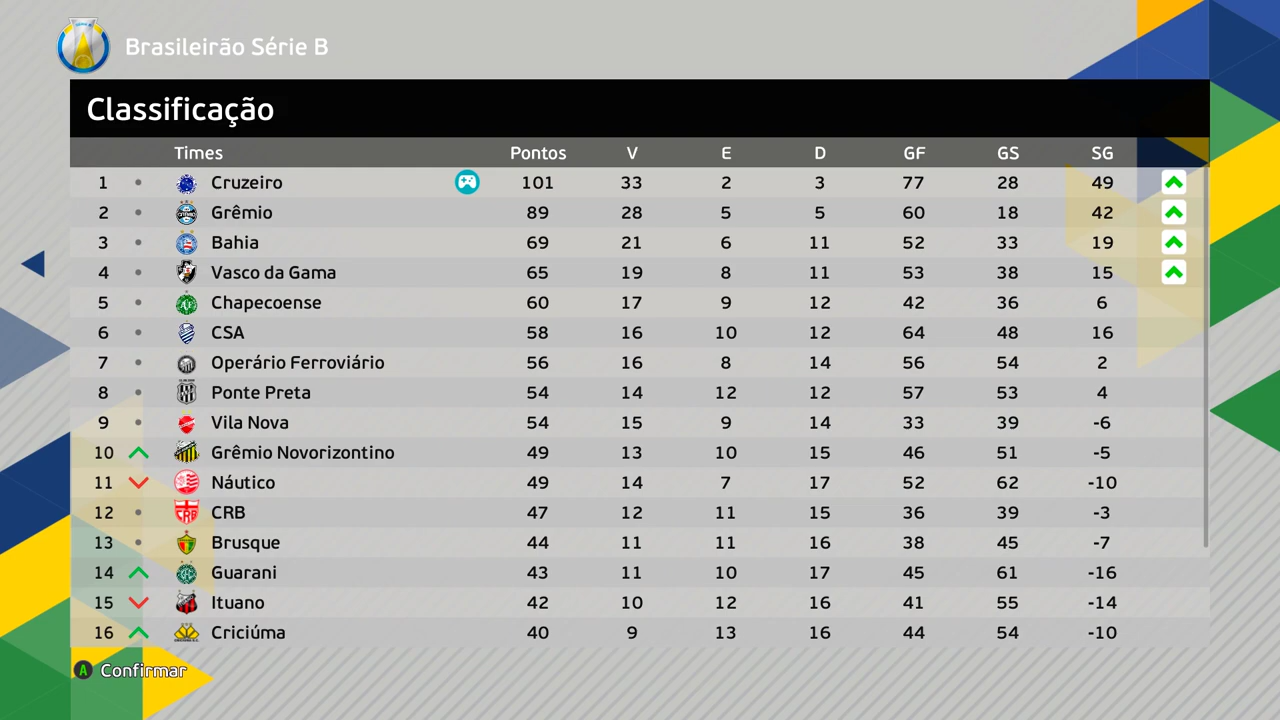 Brasileirão Série B
Classificação
Times Pontos V E D GF GS SG
1 Cruzeiro 101 33 2 3 77 28 49
2 Grêmio 89 28 5 5 60 18 42
3 Bahia 69 21 6 11 52 33 19
4 Vasco da Gama 65 19 8 11 53 38 15
5 Chapecoense 60 17 9 12 42 36 6
6 CSA 58 16 10 12 64 48 16
7 Operário Ferroviário 56 16 8 14 56 54 2
8 Ponte Preta 54 14 12 12 57 53 4
9 Vila Nova 54 15 9 14 33 39 -6
10 Grêmio Novorizontino 49 13 10 15 46 51 -5
11 Náutico 49 14 7 17 52 62 -10
12 CRB 47 12 11 15 36 39 -3
13 Brusque 44 11 11 16 38 45 -7
14 Guarani 43 11 10 17 45 61 -16
15 Ituano 42 10 12 16 41 55 -14
16 Criciúma 40 9 13 16 44 54 -10
A Confirmar